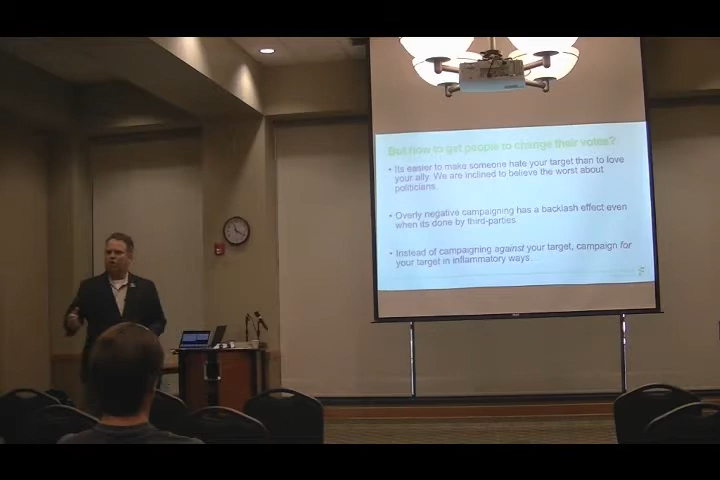 But how to get people to change their votes?
• Its easier to make someone hate your target than to love
your ally. We are inclined to believe the worst about
politicians.
• Overly negative campaigning has a backlash effect even
when its done by third-parties.
• Instead of campaigning against your target, campaign for
your target in inflammatory ways...